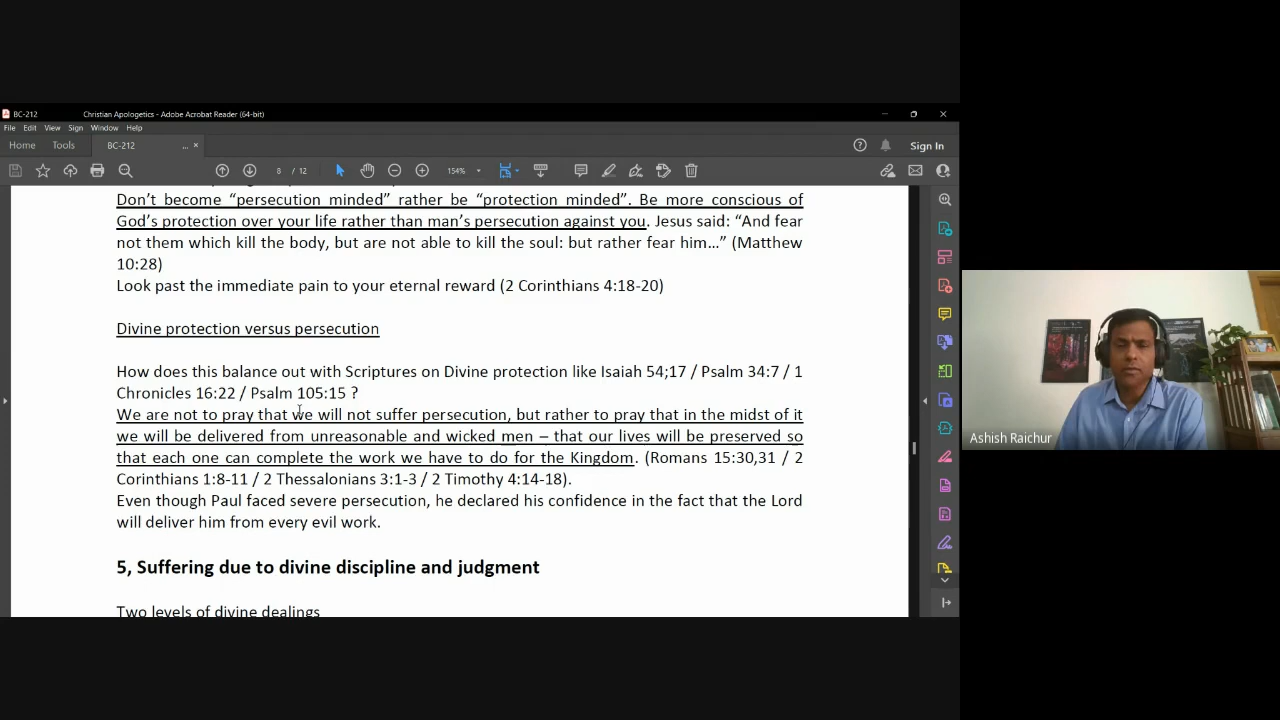 BC-212 Christian Apologetics - Adobe Acrobat Reader (64-bit)
File Edit View Sign Window Help
Home Tools BC-212 ... × Sign In
8 / 12 154%
Don’t become “persecution minded” rather be “protection minded”. Be more conscious of
God’s protection over your life rather than man’s persecution against you. Jesus said: “And fear
not them which kill the body, but are not able to kill the soul: but rather fear him…” (Matthew
10:28)
Look past the immediate pain to your eternal reward (2 Corinthians 4:18-20)
Divine protection versus persecution
How does this balance out with Scriptures on Divine protection like Isaiah 54;17 / Psalm 34:7 / 1
Chronicles 16:22 / Psalm 105:15 ?
We are not to pray that we will not suffer persecution, but rather to pray that in the midst of it
we will be delivered from unreasonable and wicked men – that our lives will be preserved so
that each one can complete the work we have to do for the Kingdom. (Romans 15:30,31 / 2
Corinthians 1:8-11 / 2 Thessalonians 3:1-3 / 2 Timothy 4:14-18).
Even though Paul faced severe persecution, he declared his confidence in the fact that the Lord
will deliver him from every evil work.
5, Suffering due to divine discipline and judgment
Two levels of divine dealings
Ashish Raichur